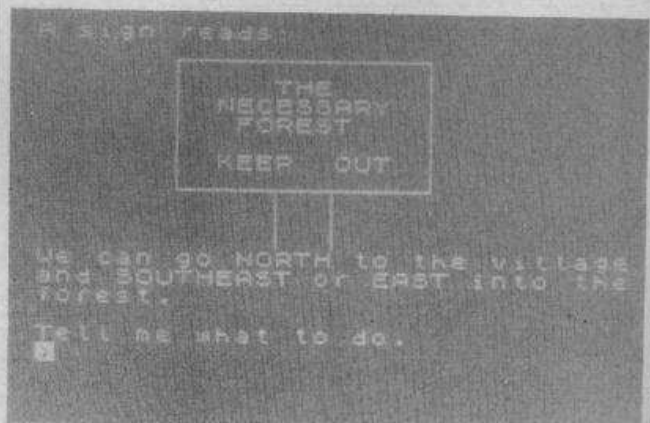 A sign reads:
THE
NECESSARY
FOREST
KEEP OUT
We can go NORTH to the village
and SOUTHEAST or EAST into the
forest.
Tell me what to do.